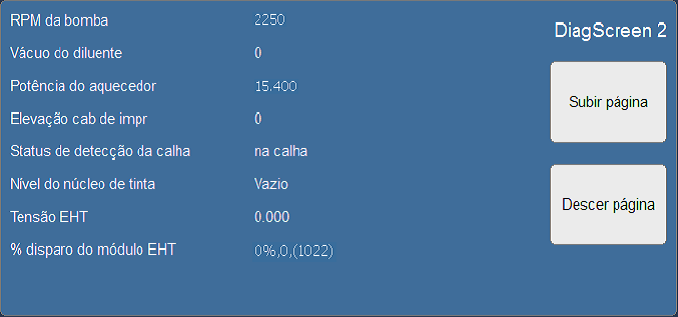 RPM da bomba 2250
DiagScreen 2
Vácuo do diluente 0
Potência do aquecedor 15.400
Subir página
Elevação cab de impr 0
Status de detecção da calha na calha
Nível do núcleo de tinta Vazio
Descer página
Tensão EHT 0.000
% disparo do módulo EHT 0%,0,(1022)